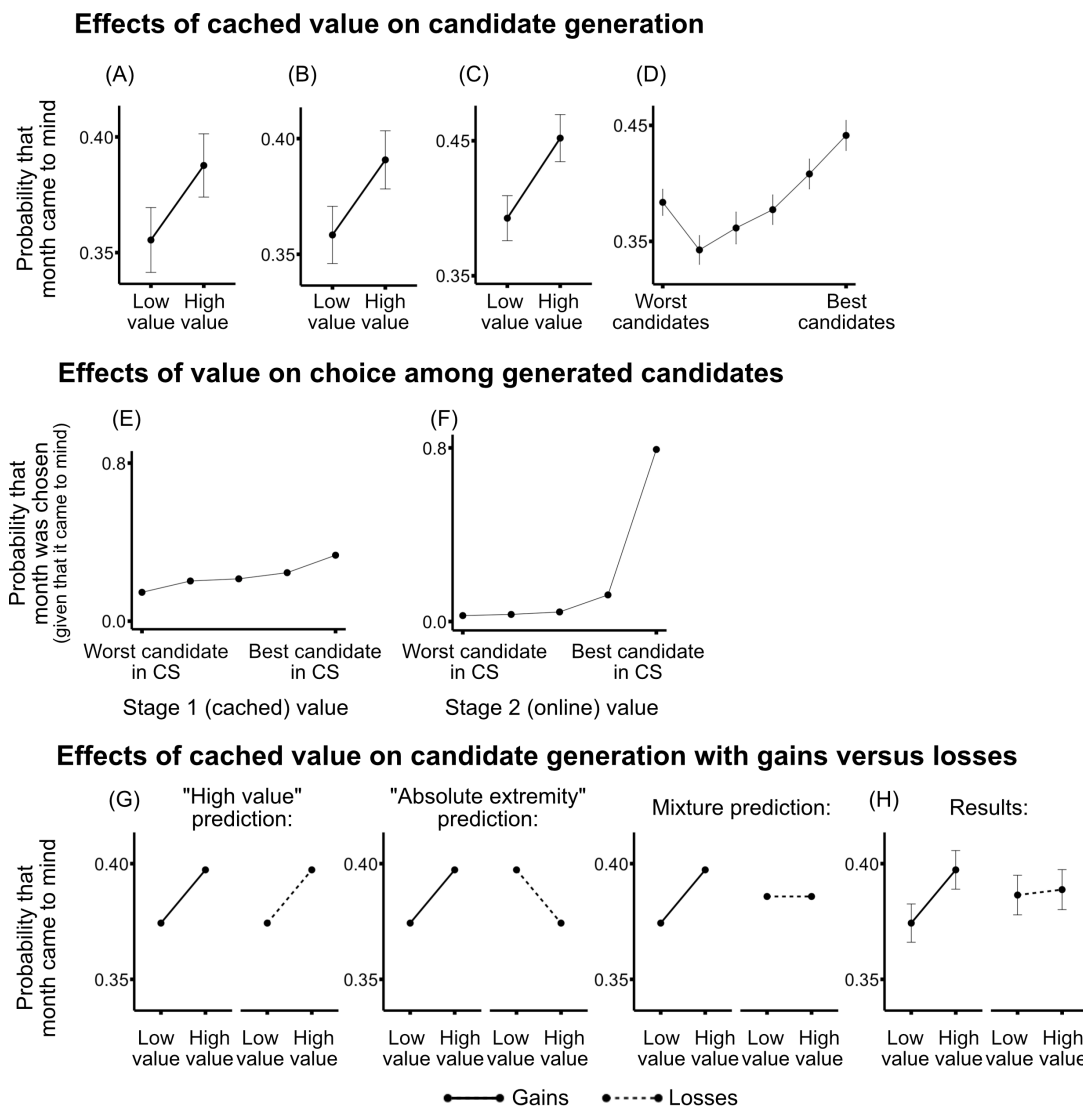 Effects of cached value on candidate generation
(A)
(B)
(C)
(D)
Probability that
month came to mind
0.40
0.35
Low
value
High
value
0.40
0.35
Low
value
High
value
0.45
0.35
Low
value
High
value
0.45
0.35
Worst
candidates
Best
candidates
Effects of value on choice among generated candidates
(E)
(F)
Probability that
month was chosen
(given that it came to mind)
0.8
0.0
Worst candidate
in CS
Best candidate
in CS
Stage 1 (cached) value
0.8
0.0
Worst candidate
in CS
Best candidate
in CS
Stage 2 (online) value
Effects of cached value on candidate generation with gains versus losses
(G)
"High value"
prediction:
"Absolute extremity"
prediction:
Mixture prediction:
(H)
Results:
Probability that
month came to mind
0.40
0.35
Low
value
High
value
Low
value
High
value
0.40
0.35
Low
value
High
value
Low
value
High
value
0.40
0.35
Low
value
High
value
Low
value
High
value
0.40
0.35
Low
value
High
value
Low
value
High
value
Gains
Losses